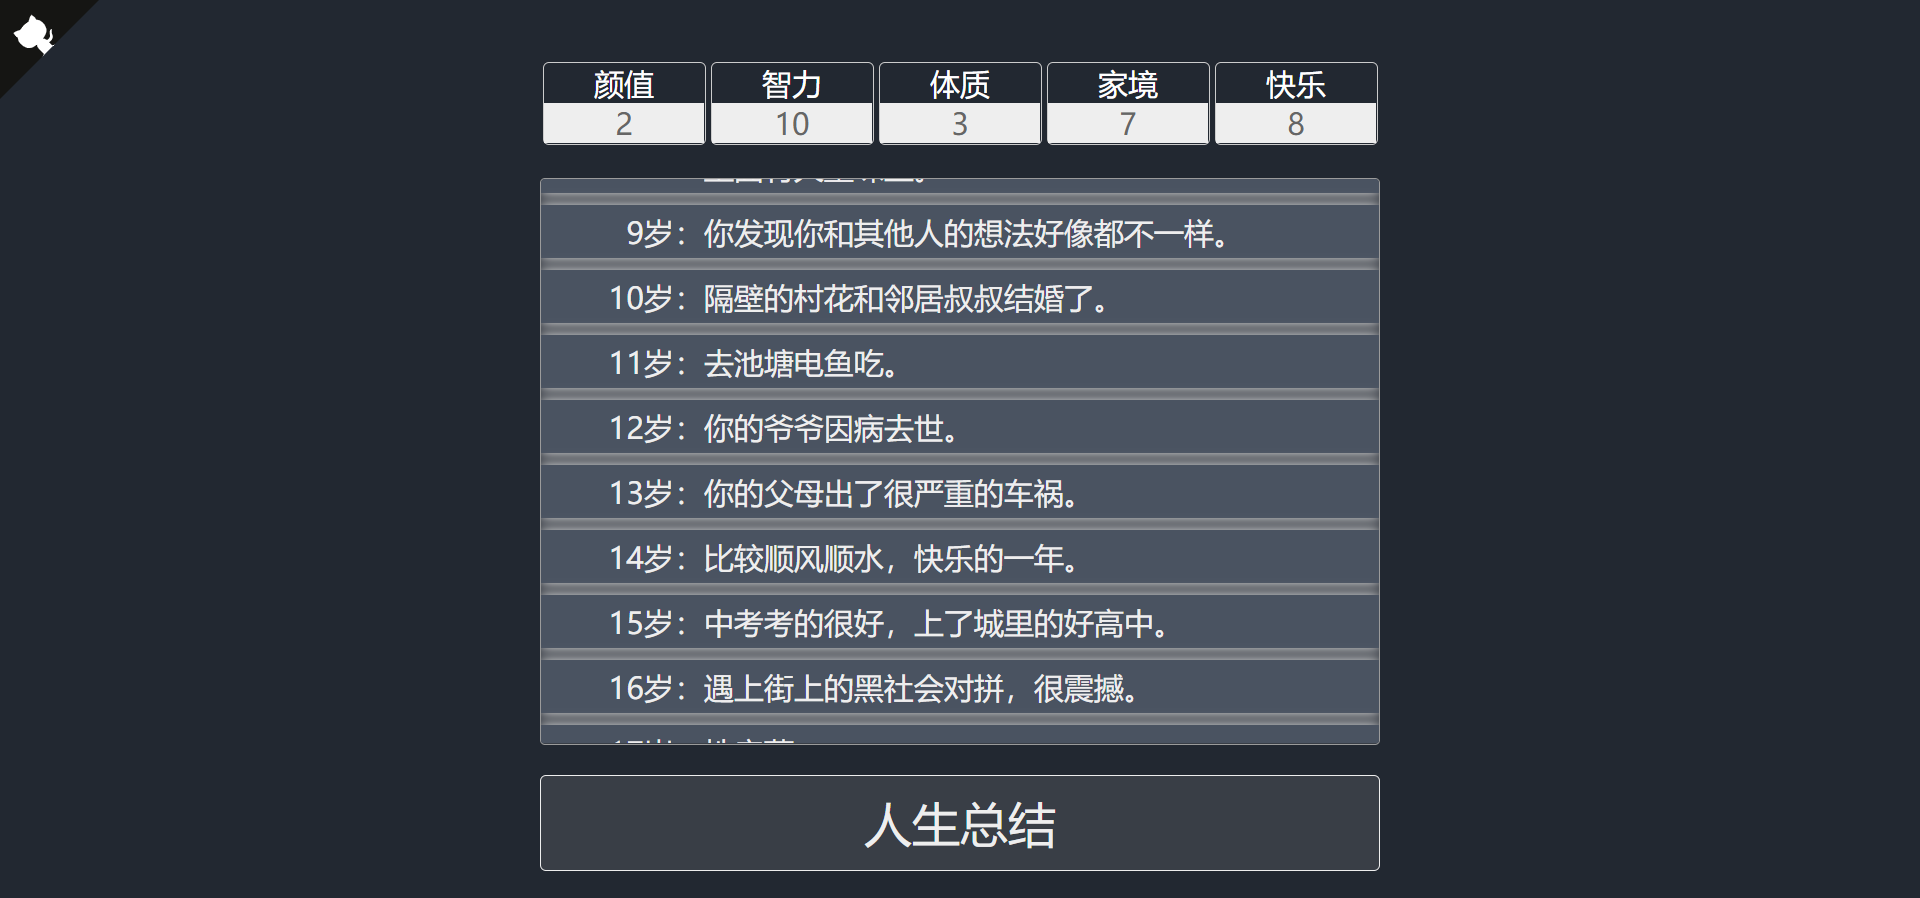 颜值 智力 体质 家境 快乐
2 10 3 7 8
9岁：你发现你和其他人的想法好像都不一样。
10岁：隔壁的村花和邻居叔叔结婚了。
11岁：去池塘电鱼吃。
12岁：你的爷爷因病去世。
13岁：你的父母出了很严重的车祸。
14岁：比较顺风顺水，快乐的一年。
15岁：中考考的很好，上了城里的好高中。
16岁：遇上街上的黑社会对拼，很震撼。
人生总结